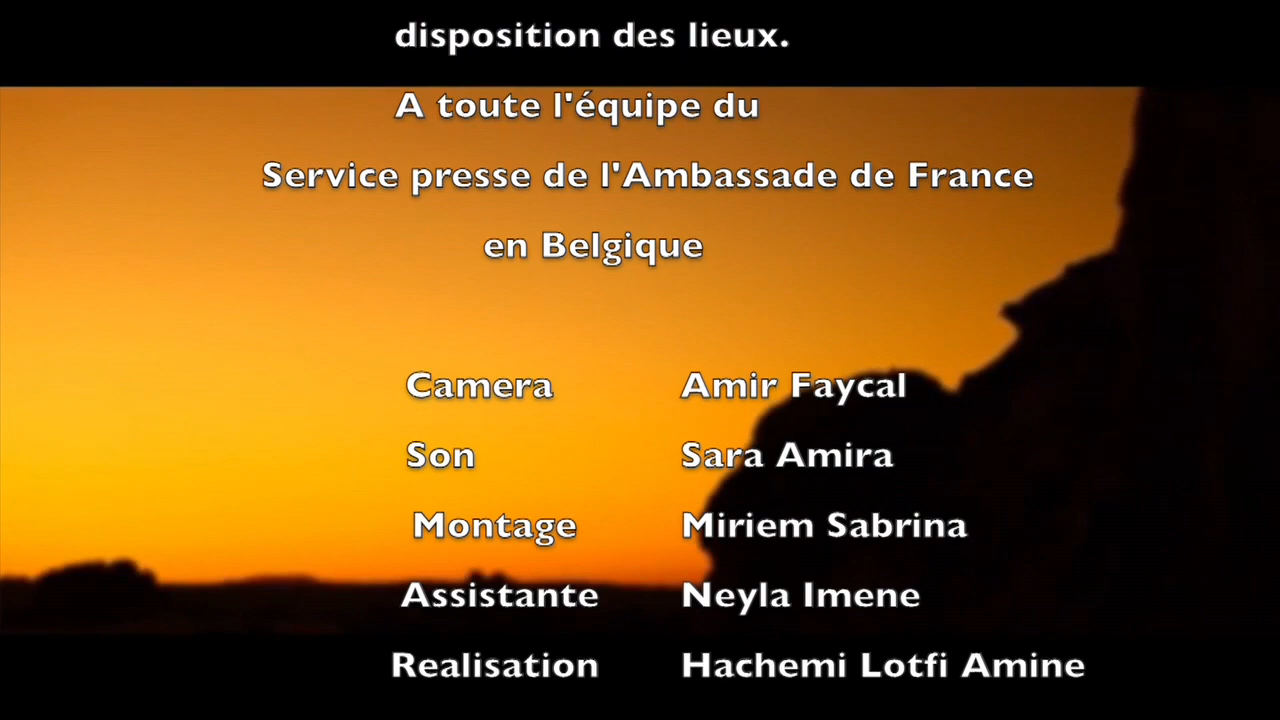 disposition des lieux.
A toute l'équipe du
Service presse de l'Ambassade de France
en Belgique
Camera Amir Faycal
Son Sara Amira
Montage Miriem Sabrina
Assistante Neyla Imene
Realisation Hachemi Lotfi Amine